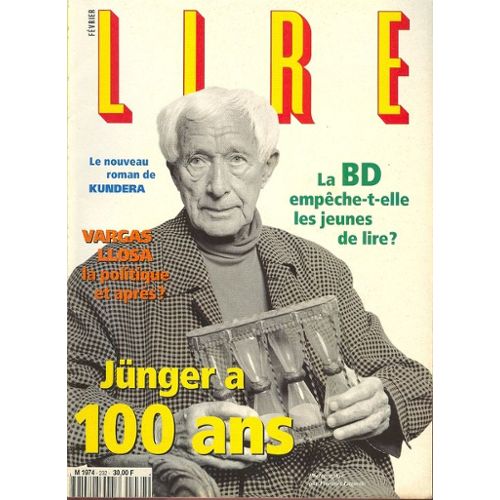 FÉVRIER
LIRE
Le nouveau
roman de
KUNDERA
La BD
empêche-t-elle
les jeunes
de lire?
VARGAS
LLOSA
la politique
et après?
Jünger a
100 ans
M 1974 - 232 - 30,00 F